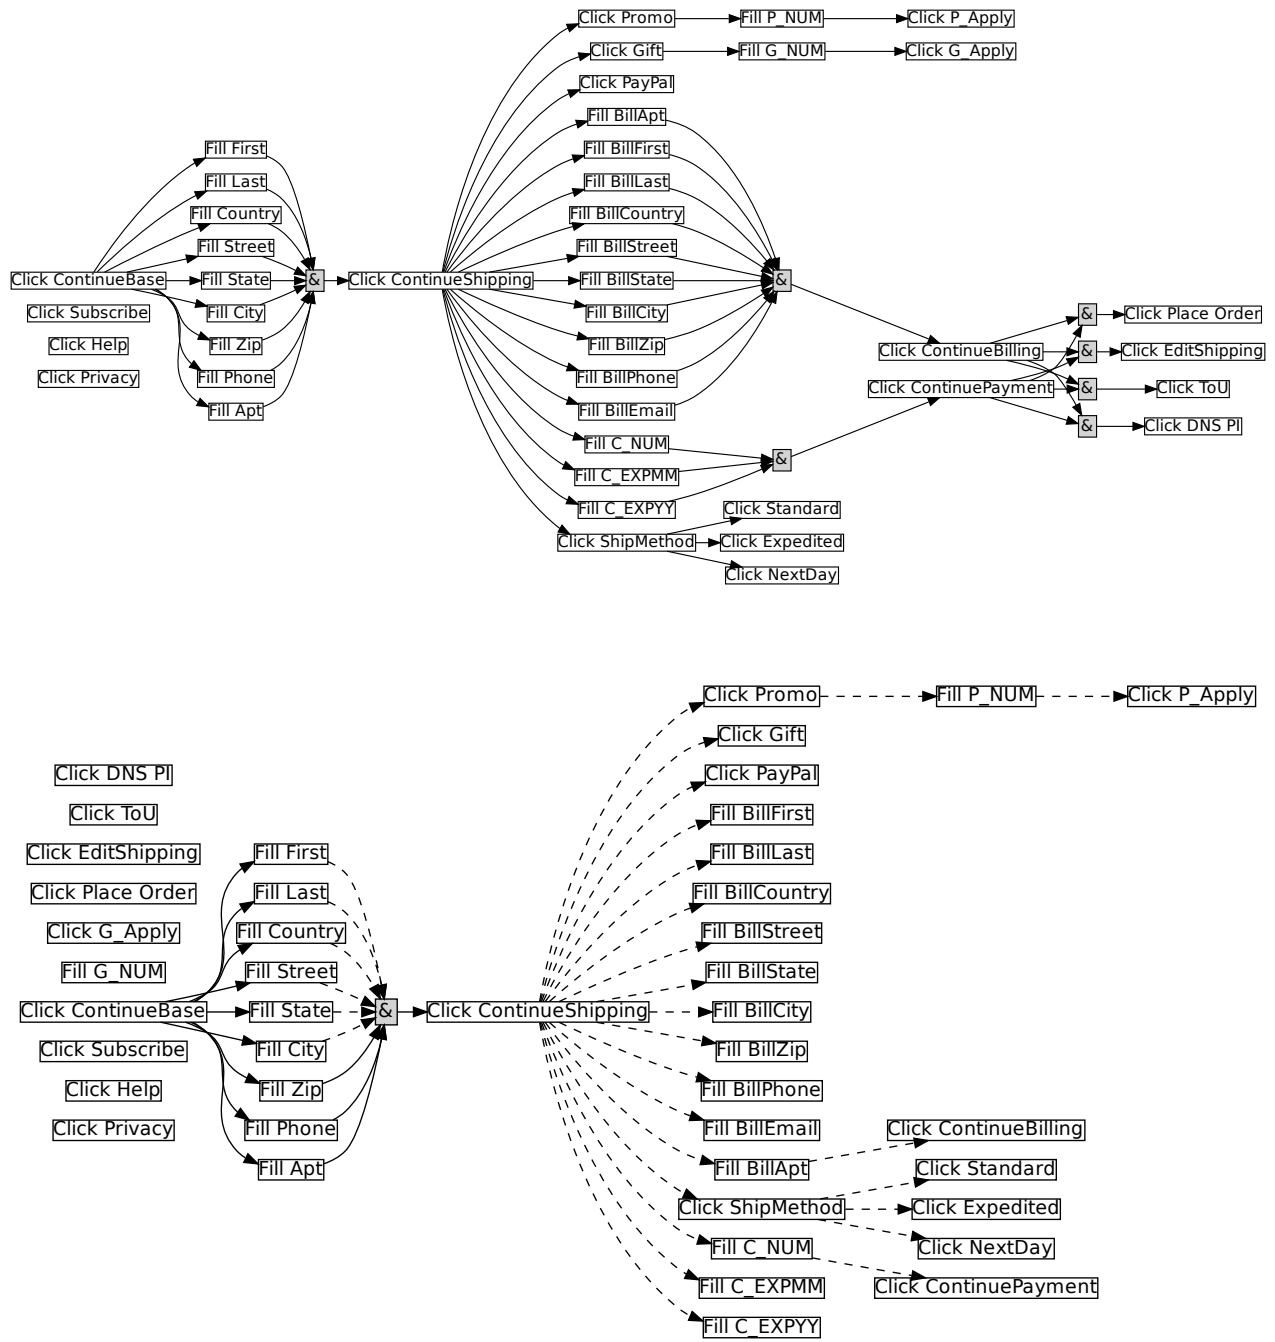 Click Promo
Fill P_NUM
Click P_Apply
Click Gift
Fill G_NUM
Click G_Apply
Click PayPal
Fill BillApt
Fill First
Fill BillFirst
Fill Last
Fill BillLast
Fill Country
Fill BillCountry
Fill Street
Fill BillStreet
Click ContinueBase
Fill State
&
Click ContinueShipping
Fill BillState
&
Click Subscribe
Fill City
Fill BillCity
&
Click Place Order
Click Help
Fill Zip
Fill BillZip
Click ContinueBilling
&
Click EditShipping
Click Privacy
Fill Phone
Fill BillPhone
Click ContinuePayment
&
Click ToU
Fill Apt
Fill BillEmail
&
Click DNS PI
Fill C_NUM
Fill C_EXPMM
&
Fill C_EXPYY
Click Standard
Click ShipMethod
Click Expedited
Click NextDay
Click Promo
Fill P_NUM
Click P_Apply
Click Gift
Click DNS PI
Click PayPal
Click ToU
Fill BillFirst
Click EditShipping
Fill First
Fill BillLast
Click Place Order
Fill Last
Fill BillCountry
Click G_Apply
Fill Country
Fill BillStreet
Fill G_NUM
Fill Street
Fill BillState
Click ContinueBase
Fill State
&
Click ContinueShipping
Fill BillCity
Click Subscribe
Fill City
Fill BillZip
Click Help
Fill Zip
Fill BillPhone
Click Privacy
Fill Phone
Fill BillEmail
Click ContinueBilling
Fill Apt
Fill BillApt
Click Standard
Click ShipMethod
Click Expedited
Fill C_NUM
Click NextDay
Fill C_EXPMM
Click ContinuePayment
Fill C_EXPYY